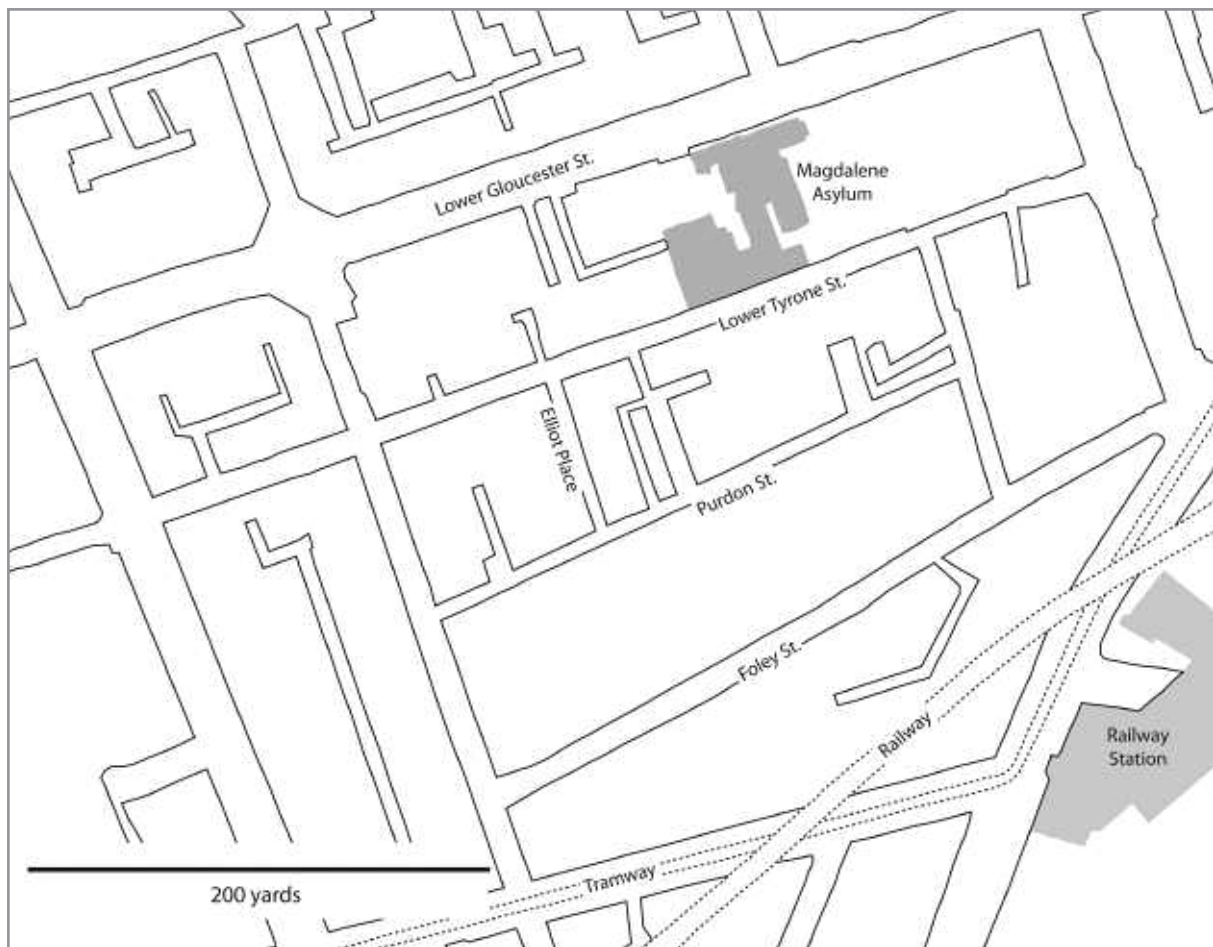 Lower Gloucester St.
Magdalene
Asylum
Lower Tyrone St.
Elliot Place
Purdon St.
Foley St.
Railway
Railway
Station
Tramway
200 yards